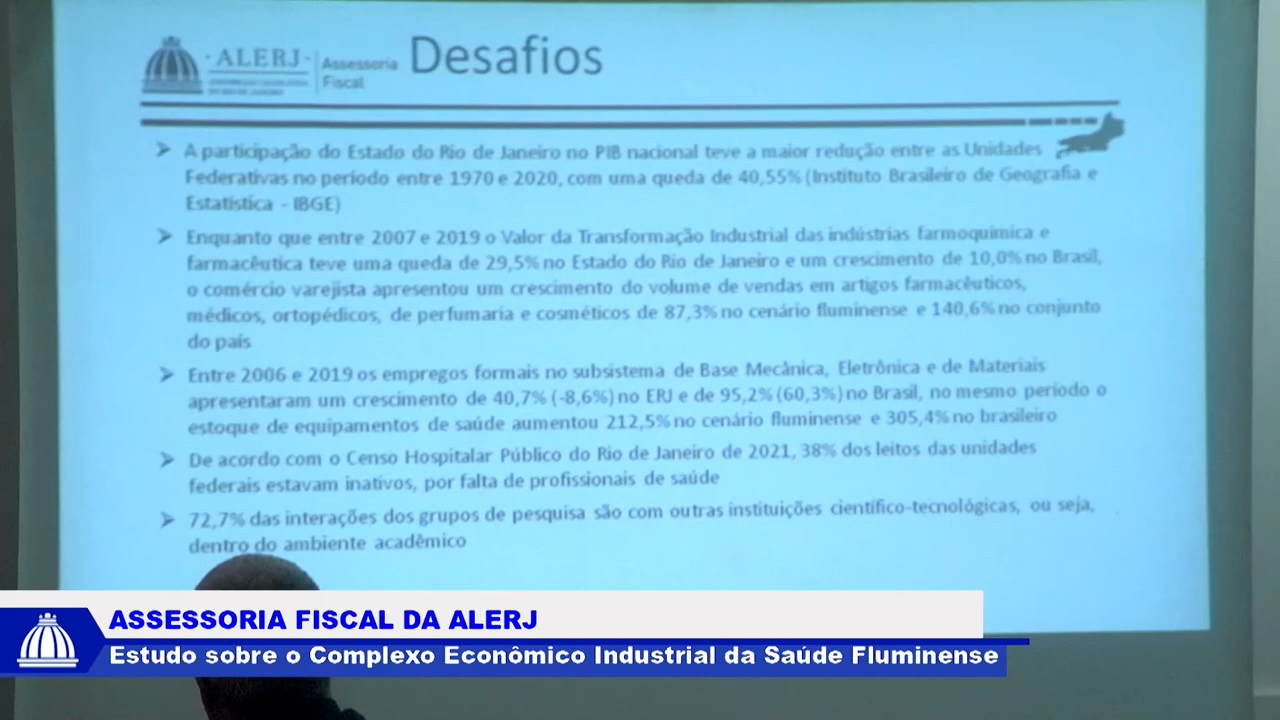 ALERJ
Assessoria
Fiscal
Desafios
A participação do Estado do Rio de Janeiro no PIB nacional teve a maior redução entre as Unidades
Federativas no período entre 1970 e 2020, com uma queda de 40,55% (Instituto Brasileiro de Geografia e
Estatística - IBGE)
Enquanto que entre 2007 e 2019 o Valor da Transformação Industrial das indústrias farmoquímica e
farmacêutica teve uma queda de 29,5% no Estado do Rio de Janeiro e um crescimento de 10,0% no Brasil,
o comércio varejista apresentou um crescimento do volume de vendas em artigos farmacêuticos,
médicos, ortopédicos, de perfumaria e cosméticos de 87,3% no cenário fluminense e 140,6% no conjunto
do país
Entre 2006 e 2019 os empregos formais no subsistema de Base Mecânica, Eletrônica e de Materiais
apresentaram um crescimento de 40,7% (-8,6%) no ERJ e de 95,2% (60,3%) no Brasil, no mesmo período o
estoque de equipamentos de saúde aumentou 212,5% no cenário fluminense e 305,4% no brasileiro
De acordo com o Censo Hospitalar Público do Rio de Janeiro de 2021, 38% dos leitos das unidades
federais estavam inativos, por falta de profissionais de saúde
72,7% das interações dos grupos de pesquisa são com outras instituições científico-tecnológicas, ou seja,
dentro do ambiente acadêmico
ASSESSORIA FISCAL DA ALERJ
Estudo sobre o Complexo Econômico Industrial da Saúde Fluminense